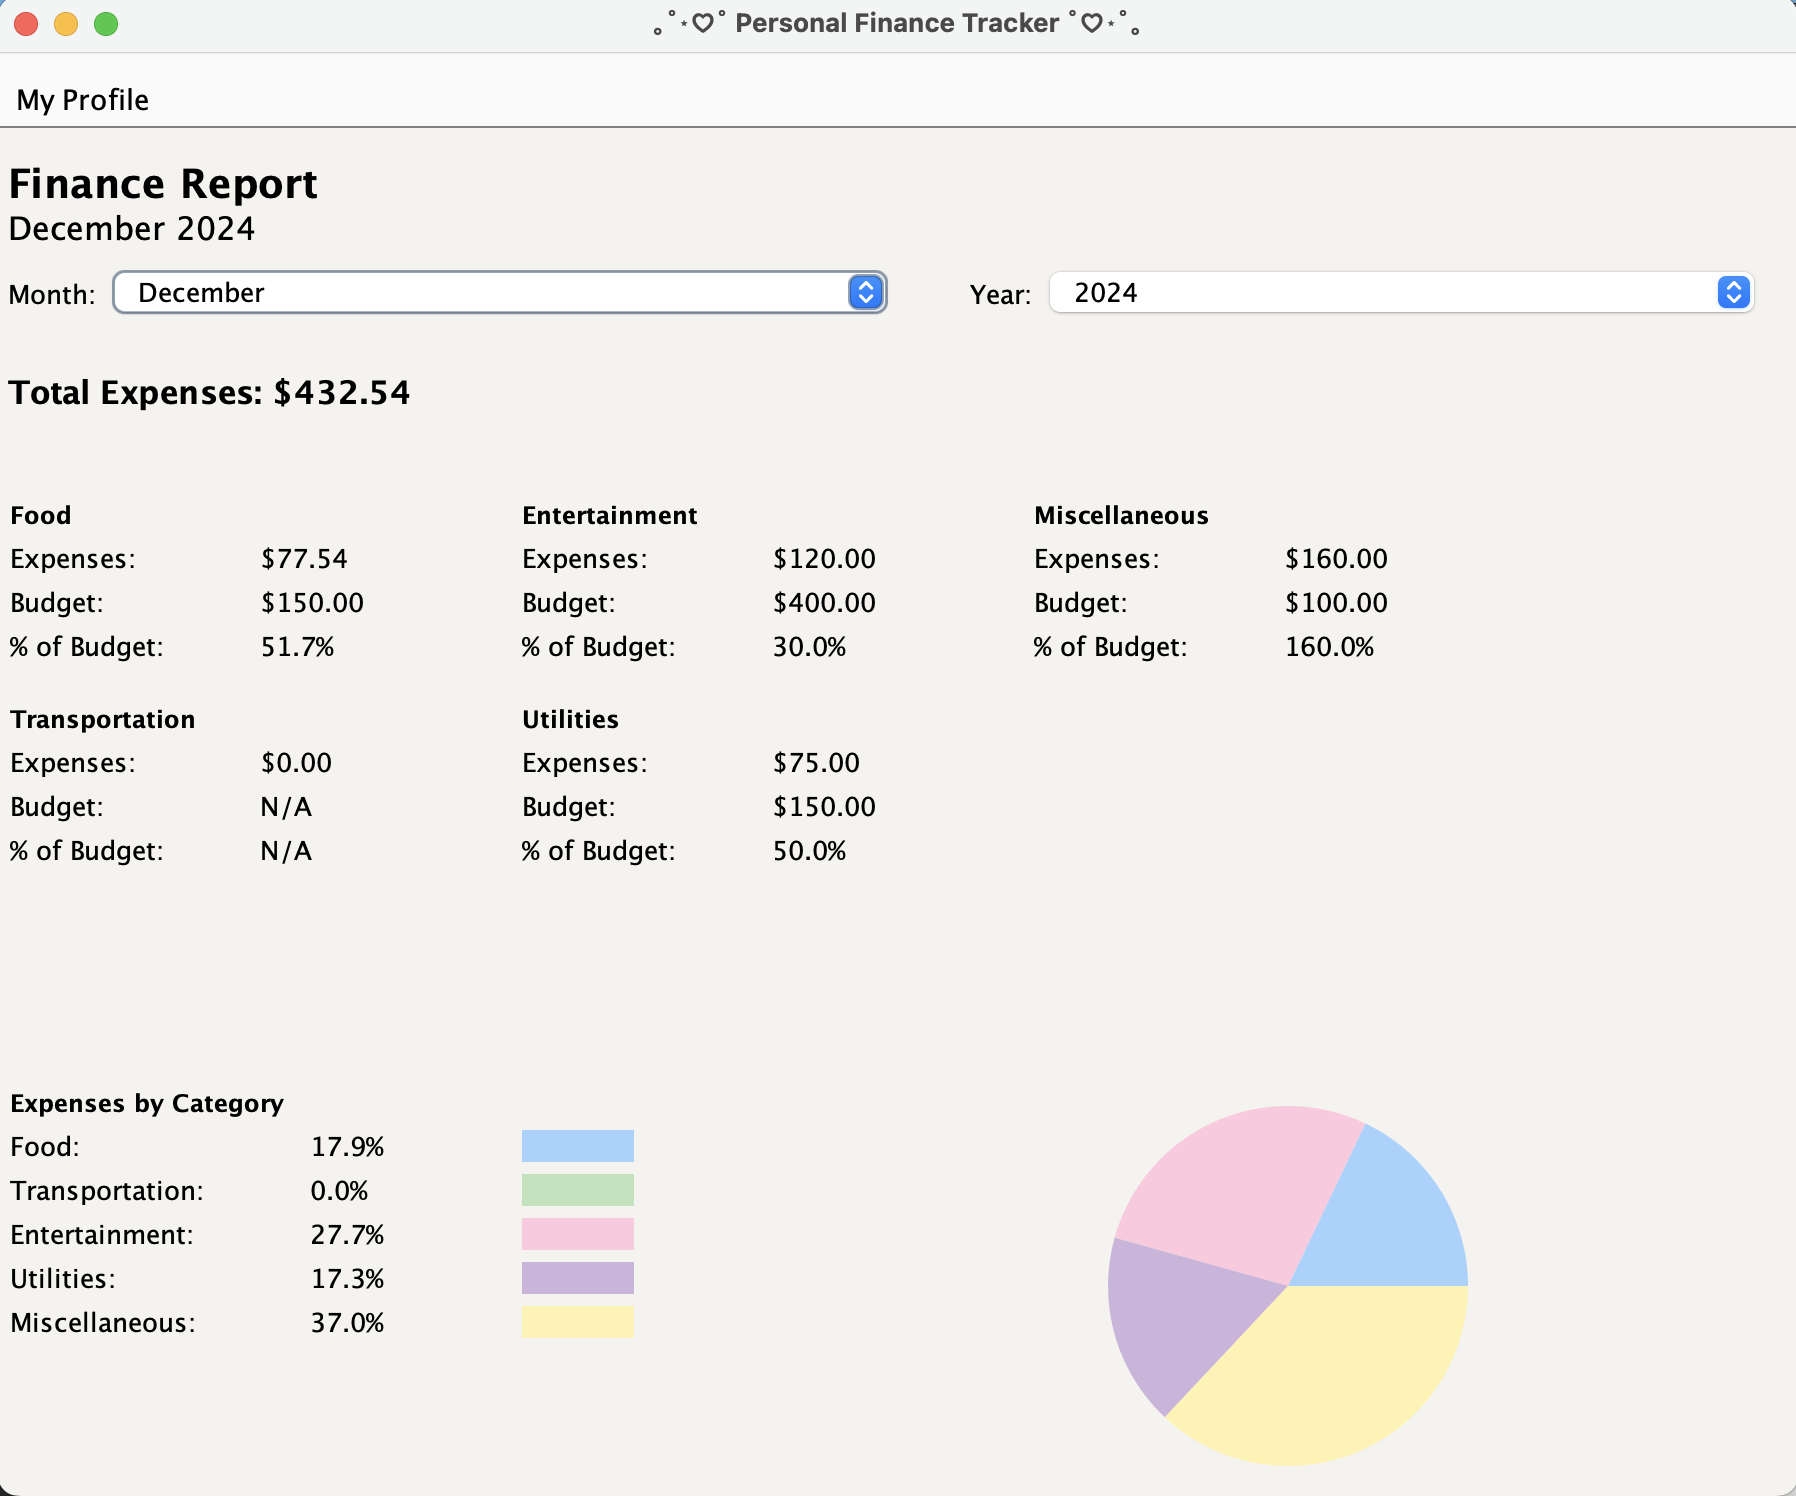 ｡˚⋆♡˚ Personal Finance Tracker ˚♡⋆˚｡
My Profile
Finance Report
December 2024
Month: December Year: 2024
Total Expenses: $432.54
Food Entertainment Miscellaneous
Expenses: $77.54 Expenses: $120.00 Expenses: $160.00
Budget: $150.00 Budget: $400.00 Budget: $100.00
% of Budget: 51.7% % of Budget: 30.0% % of Budget: 160.0%
Transportation Utilities
Expenses: $0.00 Expenses: $75.00
Budget: N/A Budget: $150.00
% of Budget: N/A % of Budget: 50.0%
Expenses by Category
Food: 17.9%
Transportation: 0.0%
Entertainment: 27.7%
Utilities: 17.3%
Miscellaneous: 37.0%